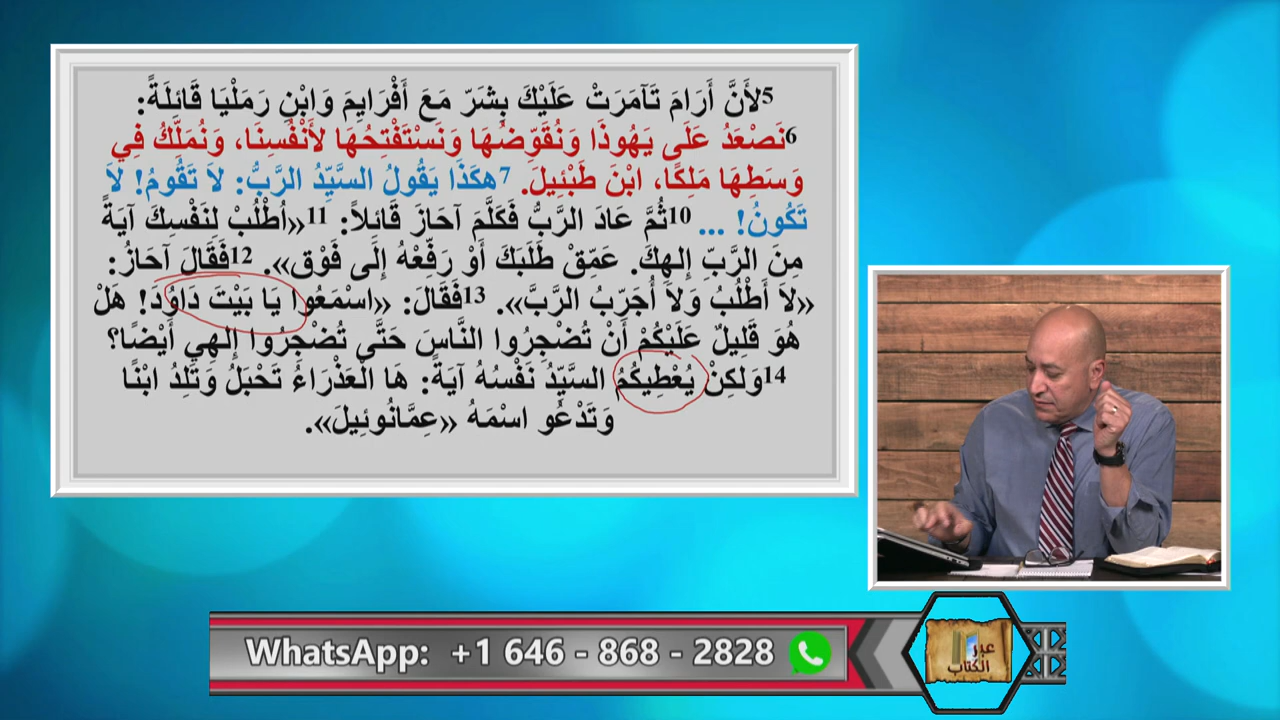 5لأَنَّ أَرَامَ تَآمَرَتْ عَلَيْكَ بِشَرّ مَعَ أَفْرَايِمَ وَابْنِ رَمَلْيَا قَائِلَةً:
6نَصْعَدُ عَلَى يَهُوذَا وَنُقَوِّضُهَا وَنَسْتَفْتِحُهَا لأَنْفُسِنَا، وَنُمَلِّكُ فِي
وَسَطِهَا مَلِكًا، ابْنَ طَبْئِيلَ. 7هكَذَا يَقُولُ السَّيِّدُ الرَّبُّ: لاَ تَقُومُ! لاَ
تَكُونُ! ... 10ثُمَّ عَادَ الرَّبُّ فَكَلَّمَ آحَازَ قَائِلاً: 11«اُطْلُبْ لِنَفْسِكَ آيَةً
مِنَ الرَّبِّ إِلهِكَ. عَمِّقْ طَلَبَكَ أَوْ رَفِّعْهُ إِلَى فَوْق». 12فَقَالَ آحَازُ:
«لاَ أَطْلُبُ وَلاَ أُجَرِّبُ الرَّبَّ». 13فَقَالَ: «اسْمَعُوا يَا بَيْتَ دَاوُدَ! هَلْ
هُوَ قَلِيلٌ عَلَيْكُمْ أَنْ تُضْجِرُوا النَّاسَ حَتَّى تُضْجِرُوا إِلهِي أَيْضًا؟
14وَلكِنْ يُعْطِيكُمُ السَّيِّدُ نَفْسُهُ آيَةً: هَا الْعَذْرَاءُ تَحْبَلُ وَتَلِدُ ابْنًا
وَتَدْعُو اسْمَهُ «عِمَّانُوئِيلَ».
WhatsApp: +1 646 - 868 - 2828
عبر
الكتاب